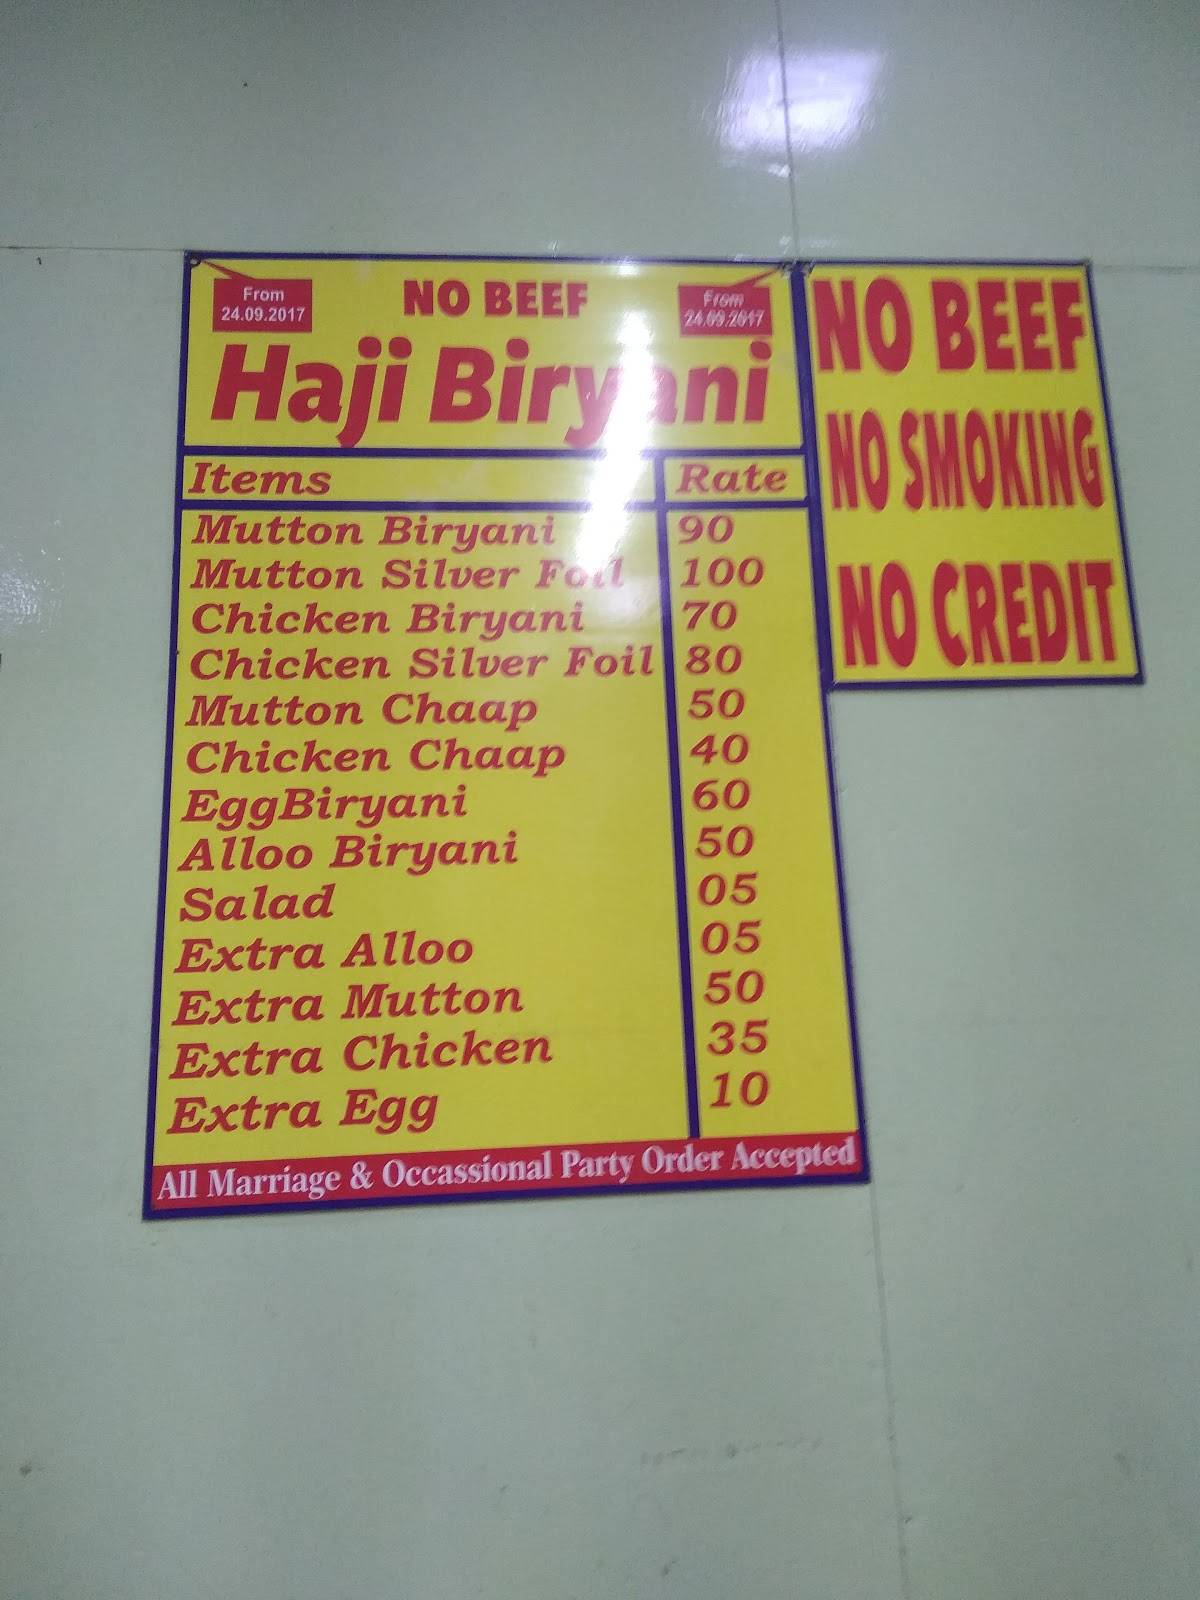 From
24.09.2017
NO BEEF
From
24.09.2017
Haji Biryani
Items Rate
Mutton Biryani 90
Mutton Silver Foil 100
Chicken Biryani 70
Chicken Silver Foil 80
Mutton Chaap 50
Chicken Chaap 40
EggBiryani 60
Alloo Biryani 50
Salad 05
Extra Alloo 05
Extra Mutton 50
Extra Chicken 35
Extra Egg 10
All Marriage & Occassional Party Order Accepted
NO BEEF
NO SMOKING
NO CREDIT